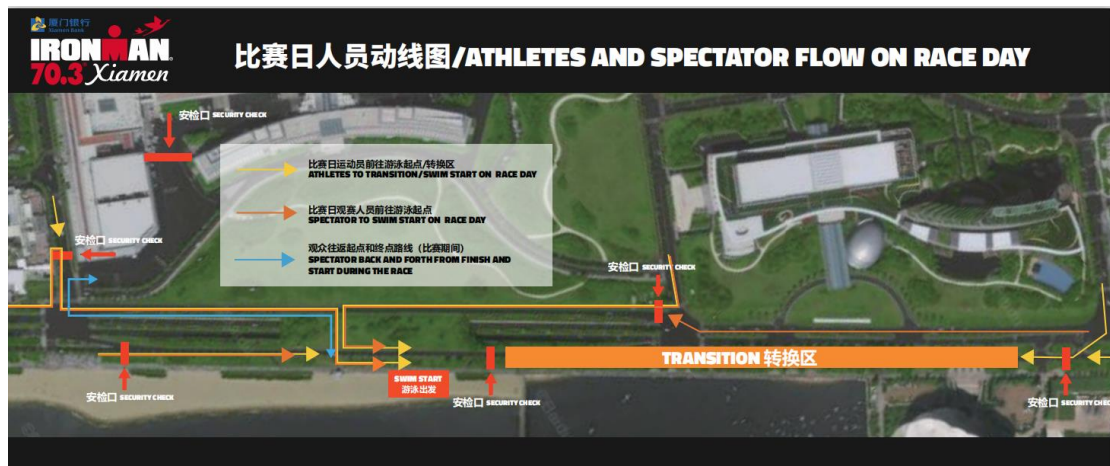 厦门银行
XIAMEN BANK
IRONMAN
70.3 Xiamen
比赛日人员动线图/ATHLETES AND SPECTATOR FLOW ON RACE DAY
安检口 SECURITY CHECK
比赛日运动员前往游泳起点/转换区
ATHLETES TO TRANSITION/SWIM START ON RACE DAY
比赛日观赛人员前往游泳起点
SPECTATOR TO SWIM START ON RACE DAY
观众往返起点和终点路线（比赛期间）
SPECTATOR BACK AND FORTH FROM FINISH AND
START DURING THE RACE
安检口 SECURITY CHECK
安检口 SECURITY CHECK
TRANSITION 转换区
SWIM START
游泳出发
安检口 SECURITY CHECK
安检口 SECURITY CHECK
安检口 SECURITY CHEC